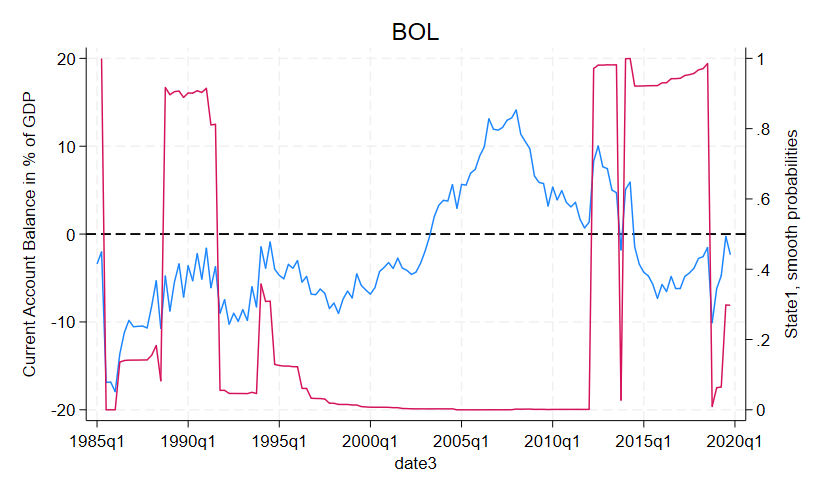 BOL
Current Account Balance in % of GDP
20
10
0
-10
-20
1
.8
.6
.4
.2
0
State1, smooth probabilities
1985q1 1990q1 1995q1 2000q1 2005q1 2010q1 2015q1 2020q1
date3